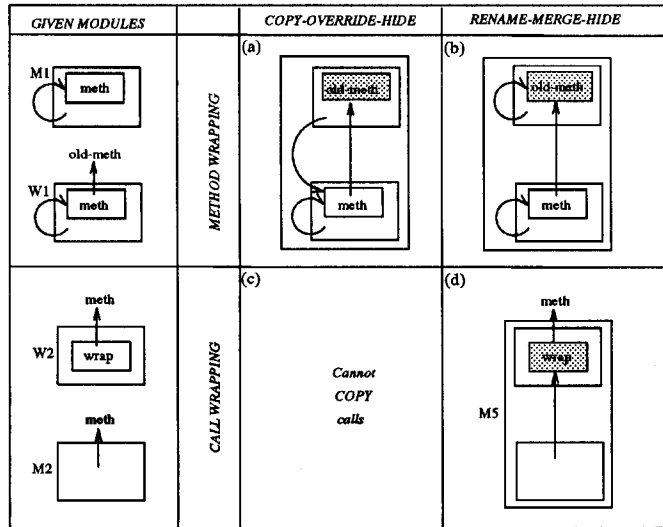 GIVEN MODULES
COPY-OVERRIDE-HIDE
RENAME-MERGE-HIDE
M1
meth
old-meth
W1
meth
METHOD WRAPPING
(a)
old-meth
meth
(b)
old-meth
meth
meth
W2
wrap
meth
M2
CALL WRAPPING
(c)
Cannot
COPY
calls
(d)
meth
wrap
M5